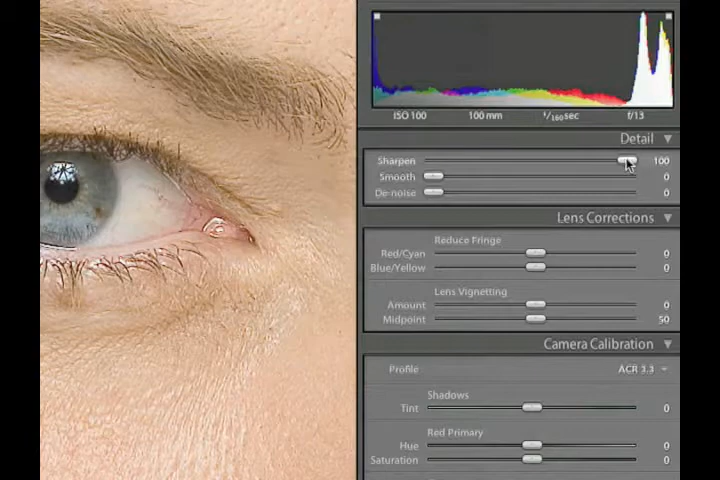 ISO 100 100 mm 1/160 sec f/13
Detail
Sharpen 100
Smooth 0
De-noise 0
Lens Corrections
Reduce Fringe
Red/Cyan 0
Blue/Yellow 0
Lens Vignetting
Amount 0
Midpoint 50
Camera Calibration
Profile ACR 3.3
Shadows
Tint 0
Red Primary
Hue 0
Saturation 0